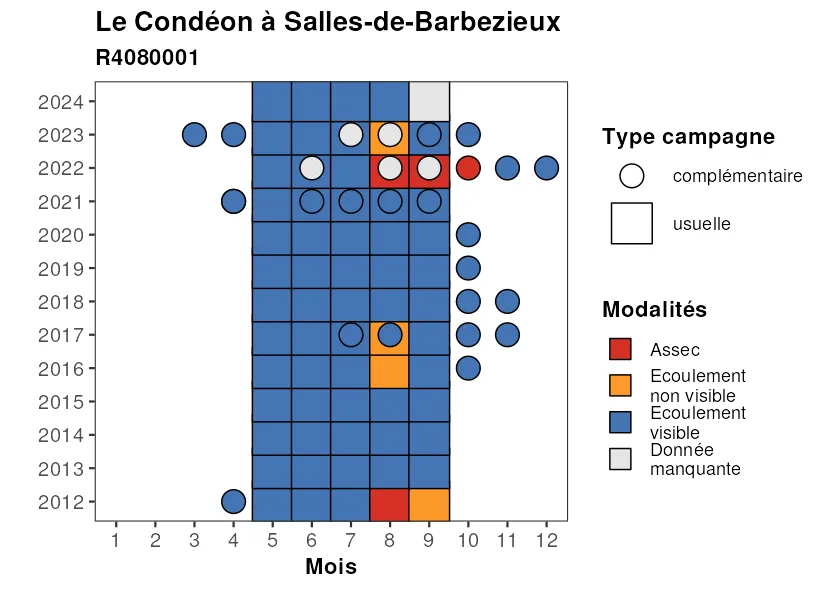 Le Condéon à Salles-de-Barbezieux
R4080001
2024
2023
2022
2021
2020
2019
2018
2017
2016
2015
2014
2013
2012
1 2 3 4 5 6 7 8 9 10 11 12
Mois
Type campagne
complémentaire
usuelle
Modalités
Assec
Ecoulement
non visible
Ecoulement
visible
Donnée
manquante